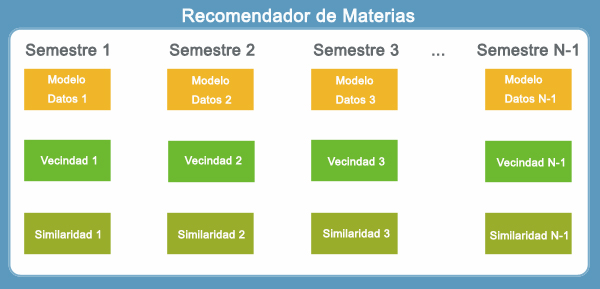 Recomendador de Materias
Semestre 1 Semestre 2 Semestre 3 ... Semestre N-1
Modelo Modelo Modelo Modelo
Datos 1 Datos 2 Datos 3 Datos N-1
Vecindad 1 Vecindad 2 Vecindad 3 Vecindad N-1
Similaridad 1 Similaridad 2 Similaridad 3 Similaridad N-1